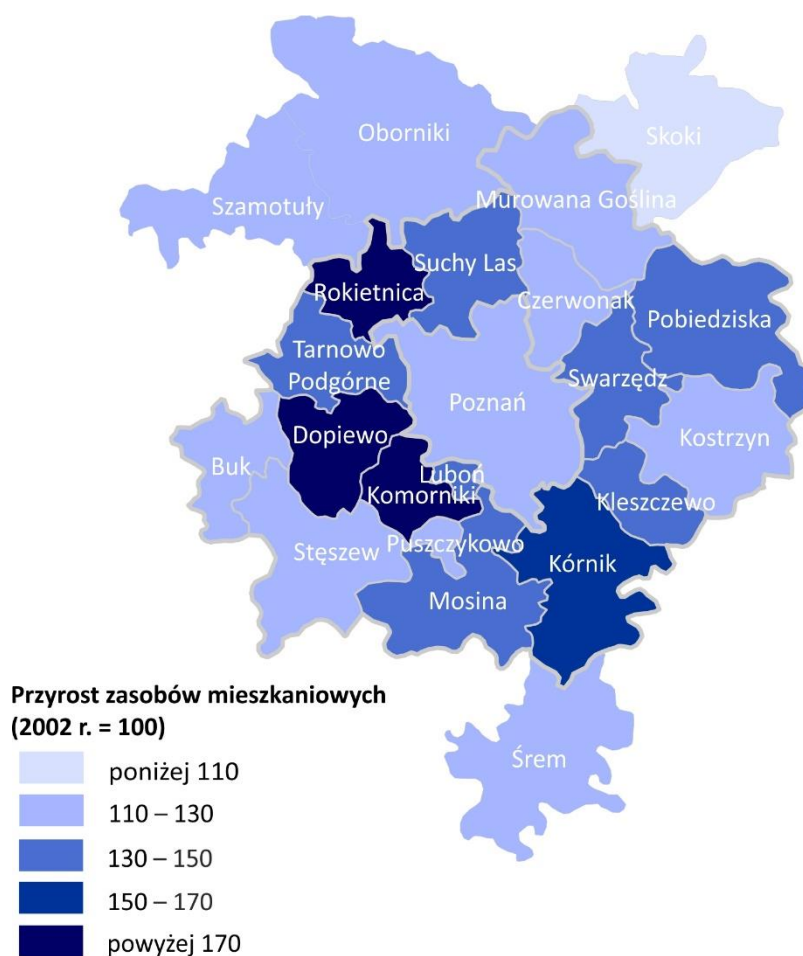 Oborniki
Skoki
Szamotuły
Murowana Goślina
Suchy Las
Rokietnica
Czerwonak
Pobiedziska
Tarnowo
Podgórne
Swarzędz
Poznań
Dopiewo
Kostrzyn
Buk
Luboń
Komorniki
Kleszczewo
Stęszew
Puszczykowo
Kórnik
Mosina
Śrem
Przyrost zasobów mieszkaniowych
(2002 r. = 100)
poniżej 110
110 – 130
130 – 150
150 – 170
powyżej 170